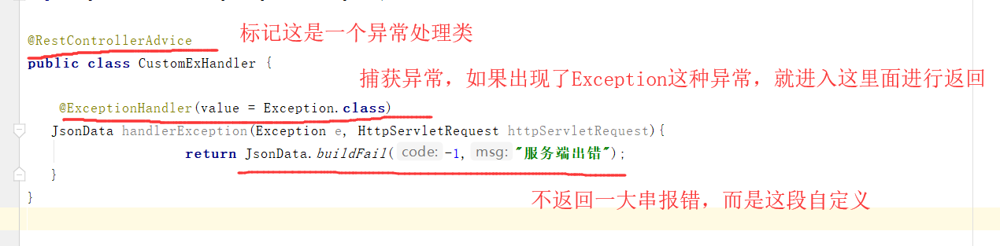 @RestControllerAdvice 标记这是一个异常处理类
public class CustomExHandler {
捕获异常，如果出现了Exception这种异常，就进入这里面进行返回
@ExceptionHandler(value = Exception.class)
JsonData handlerException(Exception e, HttpServletRequest httpServletRequest){
return JsonData.buildFail( code: -1, msg: "服务端出错");
}
}
不返回一大串报错，而是这段自定义